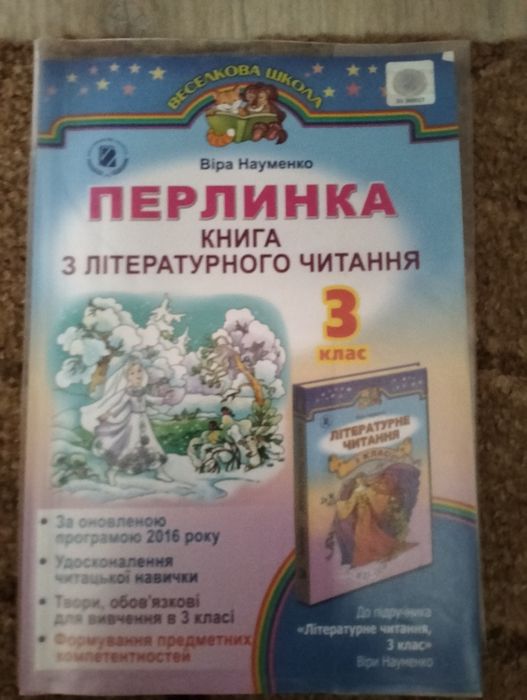 ВЕСЕЛКОВА ШКОЛА
Віра Науменко
ПЕРЛИНКА
КНИГА
З ЛІТЕРАТУРНОГО ЧИТАННЯ
3
клас
ЛІТЕРАТУРНЕ
ЧИТАННЯ
3 КЛАС
• За оновленою
програмою 2016 року
• Удосконалення
читацької навички
• Твори, обов'язкові
для вивчення в 3 класі
• Формування предметних
компетентностей
До підручника
«Літературне читання,
3 клас»
Віри Науменко